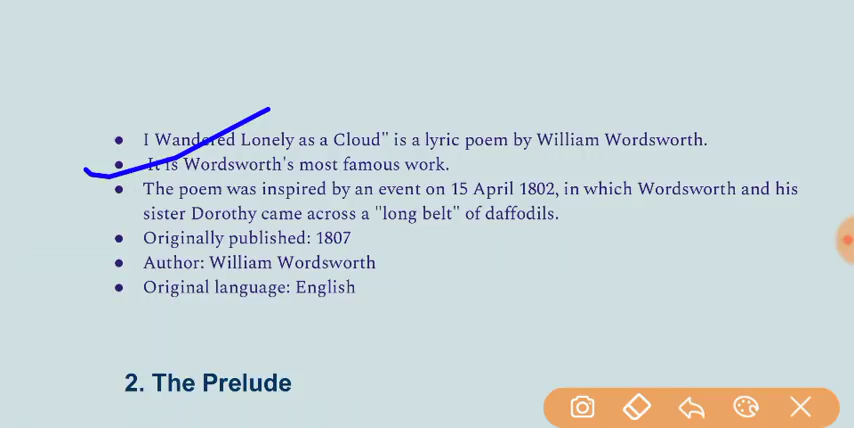 I Wandered Lonely as a Cloud" is a lyric poem by William Wordsworth.
It is Wordsworth's most famous work.
The poem was inspired by an event on 15 April 1802, in which Wordsworth and his
sister Dorothy came across a "long belt" of daffodils.
Originally published: 1807
Author: William Wordsworth
Original language: English
2. The Prelude